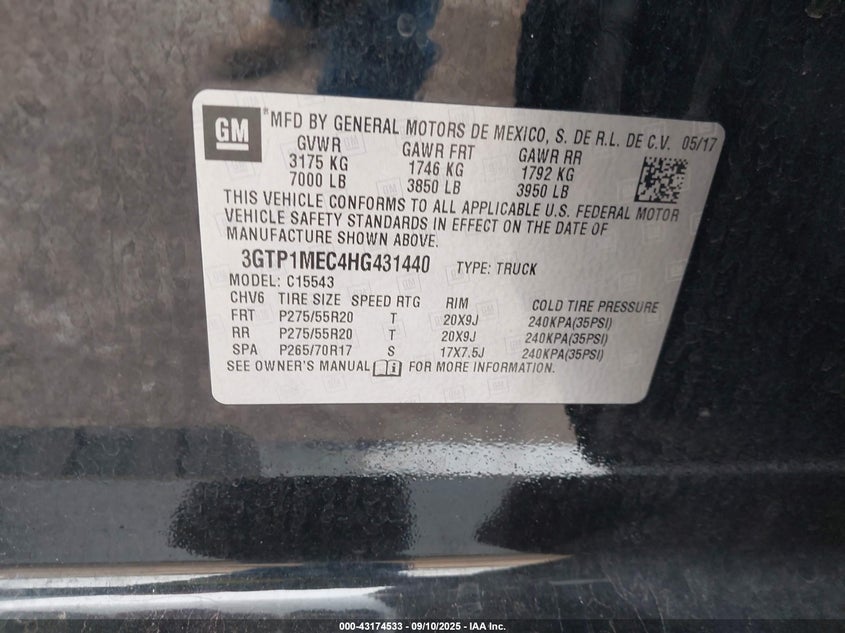 GM
*MFD BY GENERAL MOTORS DE MEXICO, S. DE R.L. DE C.V. 05/17
GVWR GAWR FRT GAWR RR
3175 KG 1746 KG 1792 KG
7000 LB 3850 LB 3950 LB
THIS VEHICLE CONFORMS TO ALL APPLICABLE U.S. FEDERAL MOTOR
VEHICLE SAFETY STANDARDS IN EFFECT ON THE DATE OF
MANUFACTURE SHOWN ABOVE.
3GTP1MEC4HG431440 TYPE: TRUCK
MODEL: C15543
CHV6 TIRE SIZE SPEED RTG RIM COLD TIRE PRESSURE
FRT P275/55R20 T 20X9J 240KPA(35PSI)
RR P275/55R20 T 20X9J 240KPA(35PSI)
SPA P265/70R17 S 17X7.5J 240KPA(35PSI)
SEE OWNER'S MANUAL FOR MORE INFORMATION.
000-43174533 - 09/10/2025 - IAA Inc.